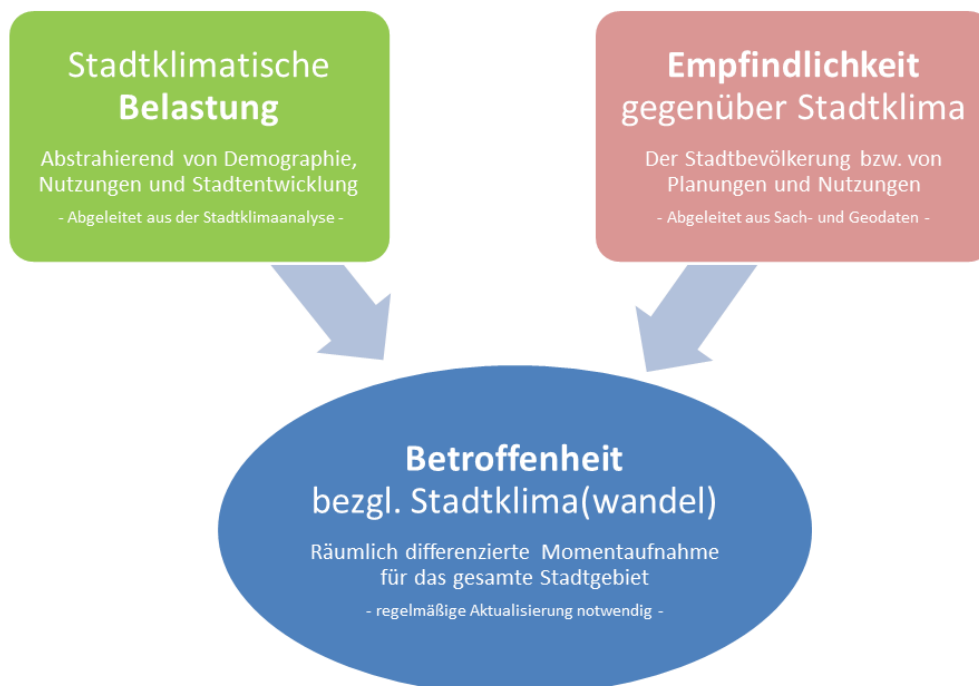 Stadtklimatische
Belastung
Abstrahierend von Demographie,
Nutzungen und Stadtentwicklung
- Abgeleitet aus der Stadtklimaanalyse -
Empfindlichkeit
gegenüber Stadtklima
Der Stadtbevölkerung bzw. von
Planungen und Nutzungen
- Abgeleitet aus Sach- und Geodaten -
Betroffenheit
bezgl. Stadtklima(wandel)
Räumlich differenzierte Momentaufnahme
für das gesamte Stadtgebiet
- regelmäßige Aktualisierung notwendig -